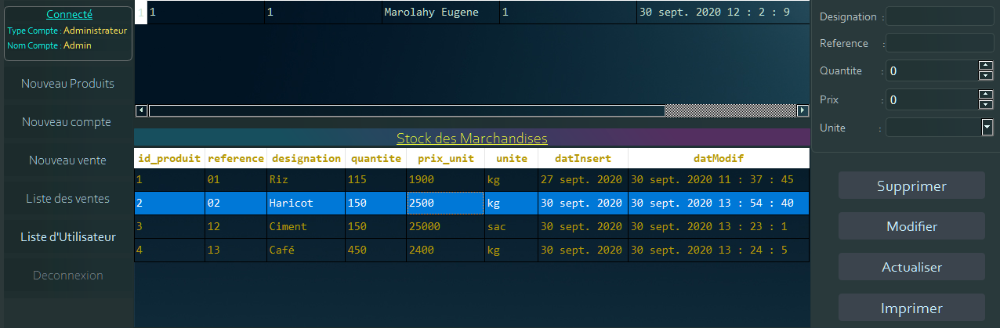 Connecté
Type Compte : Administrateur
Nom Compte : Admin
Nouveau Produits
Nouveau compte
Nouveau vente
Liste des ventes
Liste d'Utilisateur
Deconnexion
1 1 1 Marolahy Eugene 1 30 sept. 2020 12 : 2 : 9
Stock des Marchandises
id_produit reference designation quantite prix_unit unite datInsert datModif
1 01 Riz 115 1900 kg 27 sept. 2020 30 sept. 2020 11 : 37 : 45
2 02 Haricot 150 2500 kg 30 sept. 2020 30 sept. 2020 13 : 54 : 40
3 12 Ciment 150 25000 sac 30 sept. 2020 30 sept. 2020 13 : 23 : 1
4 13 Café 450 2400 kg 30 sept. 2020 30 sept. 2020 13 : 24 : 5
Designation :
Reference :
Quantite : 0
Prix : 0
Unite :
Supprimer
Modifier
Actualiser
Imprimer